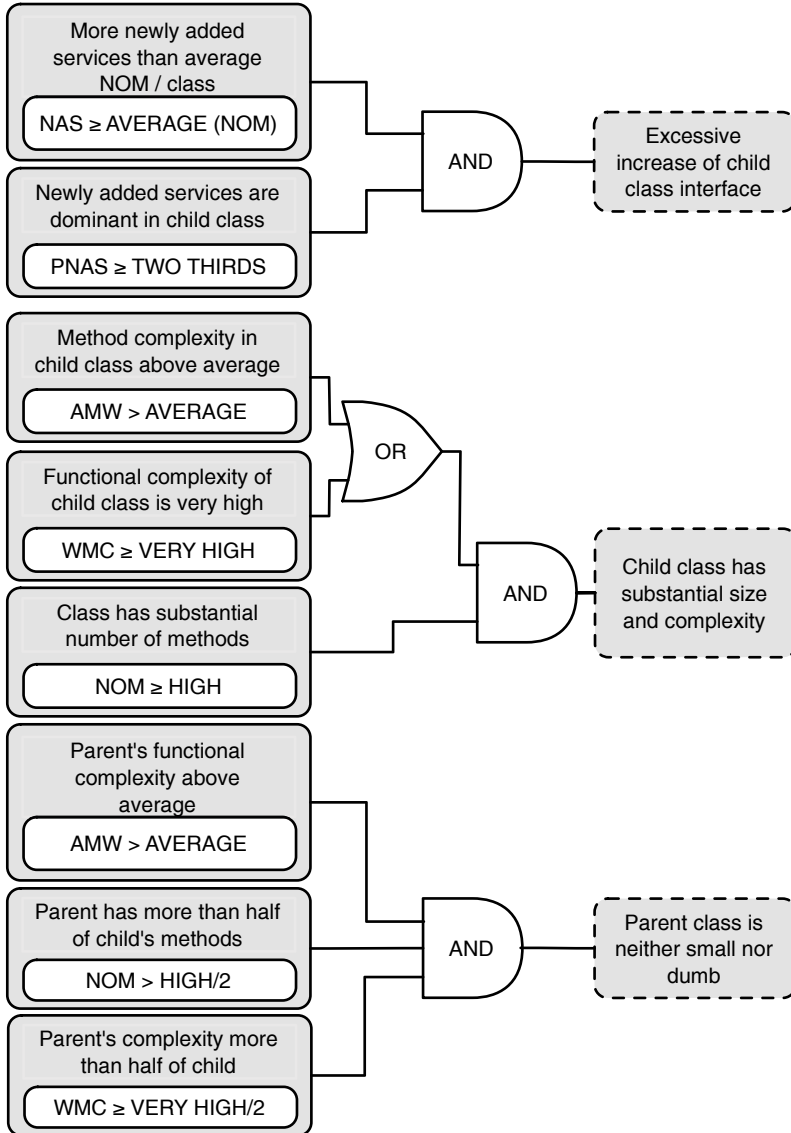 More newly added
services than average
NOM / class
NAS ≥ AVERAGE (NOM)
AND
Excessive
increase of child
class interface
Newly added services are
dominant in child class
PNAS ≥ TWO THIRDS
Method complexity in
child class above average
AMW > AVERAGE
OR
Functional complexity of
child class is very high
WMC ≥ VERY HIGH
AND
Child class has
substantial size
and complexity
Class has substantial
number of methods
NOM ≥ HIGH
Parent's functional
complexity above
average
AMW > AVERAGE
Parent has more than half
of child's methods
NOM > HIGH/2
AND
Parent class is
neither small nor
dumb
Parent's complexity more
than half of child
WMC ≥ VERY HIGH/2